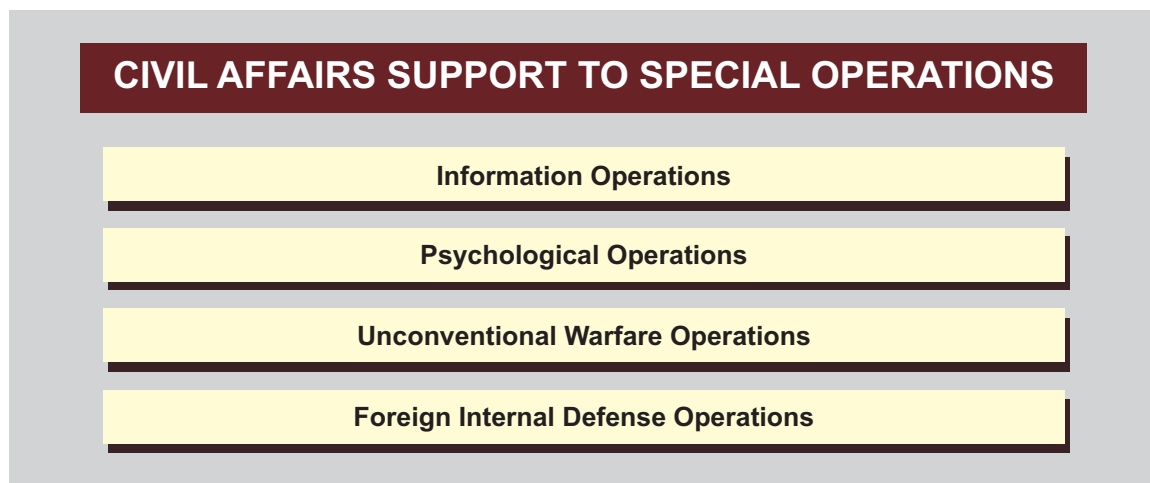 CIVIL AFFAIRS SUPPORT TO SPECIAL OPERATIONS
Information Operations
Psychological Operations
Unconventional Warfare Operations
Foreign Internal Defense Operations